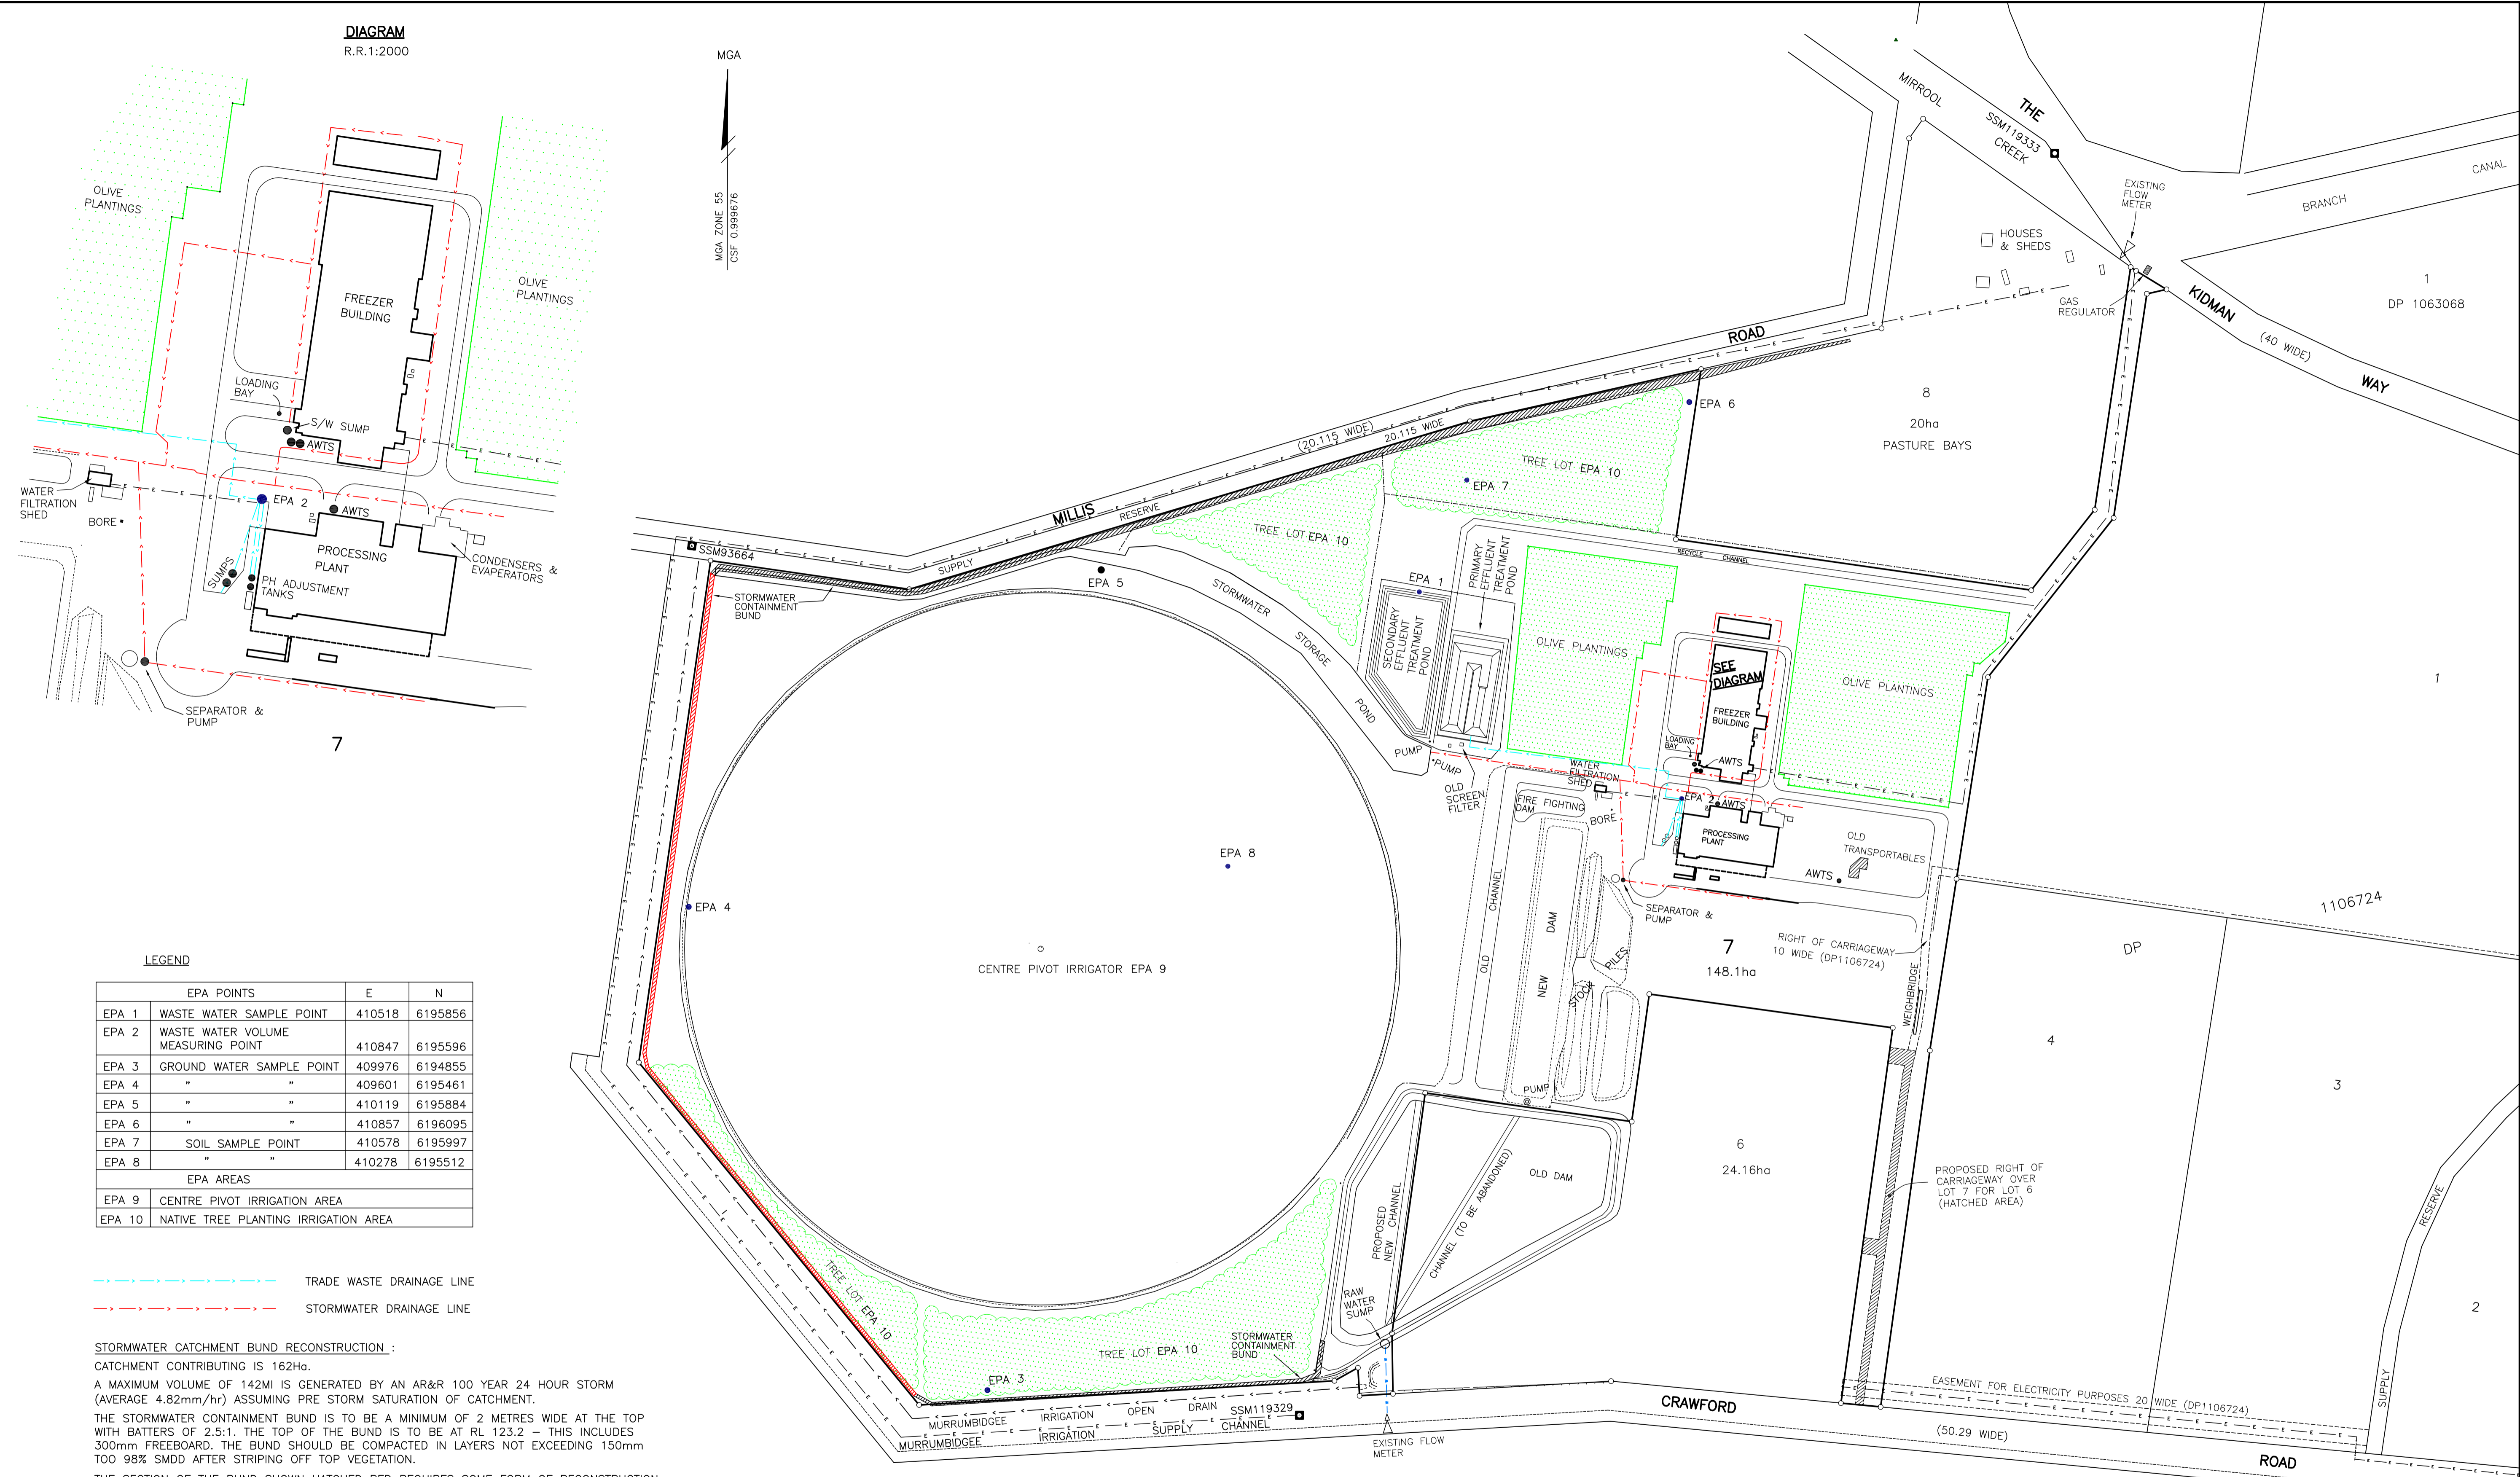 DIAGRAM
R.R.1:2000
OLIVE
PLANTINGS
FREEZER
BUILDING
OLIVE
PLANTINGS
LOADING
BAY
S/W SUMP
AWTS
WATER
FILTRATION
SHED
EPA 2
AWTS
BORE
PROCESSING
PLANT
CONDENSERS &
EVAPORATORS
SUMPS
PH ADJUSTMENT
TANKS
SEPARATOR &
PUMP
7
MGA
MGA ZONE 55
CSF 0.999676
LEGEND
EPA POINTS E N
EPA 1 WASTE WATER SAMPLE POINT 410518 6195856
EPA 2 WASTE WATER VOLUME
MEASURING POINT 410847 6195596
EPA 3 GROUND WATER SAMPLE POINT 409976 6194855
EPA 4 " " 409601 6195461
EPA 5 " " 410119 6195884
EPA 6 " " 410857 6196095
EPA 7 SOIL SAMPLE POINT 410578 6195997
EPA 8 " " 410278 6195512
EPA AREAS
EPA 9 CENTRE PIVOT IRRIGATION AREA
EPA 10 NATIVE TREE PLANTING IRRIGATION AREA
TRADE WASTE DRAINAGE LINE
STORMWATER DRAINAGE LINE
STORMWATER CATCHMENT BUND RECONSTRUCTION :
CATCHMENT CONTRIBUTING IS 162Ha.
A MAXIMUM VOLUME OF 142Ml IS GENERATED BY AN AR&R 100 YEAR 24 HOUR STORM
(AVERAGE 4.82mm/hr) ASSUMING PRE STORM SATURATION OF CATCHMENT.
THE STORMWATER CONTAINMENT BUND IS TO BE A MINIMUM OF 2 METRES WIDE AT THE TOP
WITH BATTERS OF 2.5:1. THE TOP OF THE BUND IS TO BE AT RL 123.2 – THIS INCLUDES
300mm FREEBOARD. THE BUND SHOULD BE COMPACTED IN LAYERS NOT EXCEEDING 150mm
TOO 98% SMDD AFTER STRIPING OFF TOP VEGETATION.
THE SECTION OF THE BUND SHOWN HATCHED RED REQUIRES SOME FORM OF RECONSTRUCTION
MIRROOL
CREEK
SSM119333
THE
KIDMAN
WAY
(40 WIDE)
EXISTING
FLOW
METER
BRANCH
CANAL
HOUSES
& SHEDS
GAS
REGULATOR
1
DP 1063068
8
20ha
PASTURE BAYS
MILLIS
ROAD
(20.115 WIDE)
20.115 WIDE
SUPPLY
RESERVE
EPA 6
EPA 7
TREE LOT EPA 10
TREE LOT EPA 10
SSM93664
STORMWATER
CONTAINMENT
BUND
EPA 5
STORMWATER
STORAGE
POND
EPA 1
SECONDARY
EFFLUENT
TREATMENT
POND
PRIMARY
EFFLUENT
TREATMENT
POND
RECYCLE CHANNEL
OLIVE PLANTINGS
SEE
DIAGRAM
FREEZER
BUILDING
LOADING
BAY
AWTS
OLIVE PLANTINGS
PUMP
PUMP
OLD
SCREEN
FILTER
WATER
FILTRATION
SHED
FIRE FIGHTING
DAM
BORE
EPA 2
AWTS
PROCESSING
PLANT
OLD
TRANSPORTABLES
AWTS
SEPARATOR &
PUMP
EPA 8
EPA 4
CENTRE PIVOT IRRIGATOR EPA 9
OLD
CHANNEL
NEW
DAM
STOCK
PILES
7
148.1ha
RIGHT OF CARRIAGEWAY
10 WIDE (DP1106724)
WEIGHBRIDGE
1
1106724
DP
4
3
2
PUMP
6
24.16ha
PROPOSED RIGHT OF
CARRIAGEWAY OVER
LOT 7 FOR LOT 6
(HATCHED AREA)
OLD DAM
CHANNEL (TO BE ABANDONED)
PROPOSED
NEW CHANNEL
RAW
WATER
SUMP
TREE LOT EPA 10
TREE LOT EPA 10
STORMWATER
CONTAINMENT
BUND
EPA 3
SSM119329
MURRUMBIDGEE IRRIGATION OPEN DRAIN
MURRUMBIDGEE IRRIGATION SUPPLY CHANNEL
EXISTING FLOW
METER
CRAWFORD
ROAD
(50.29 WIDE)
EASEMENT FOR ELECTRICITY PURPOSES 20 WIDE (DP1106724)
SUPPLY
RESERVE